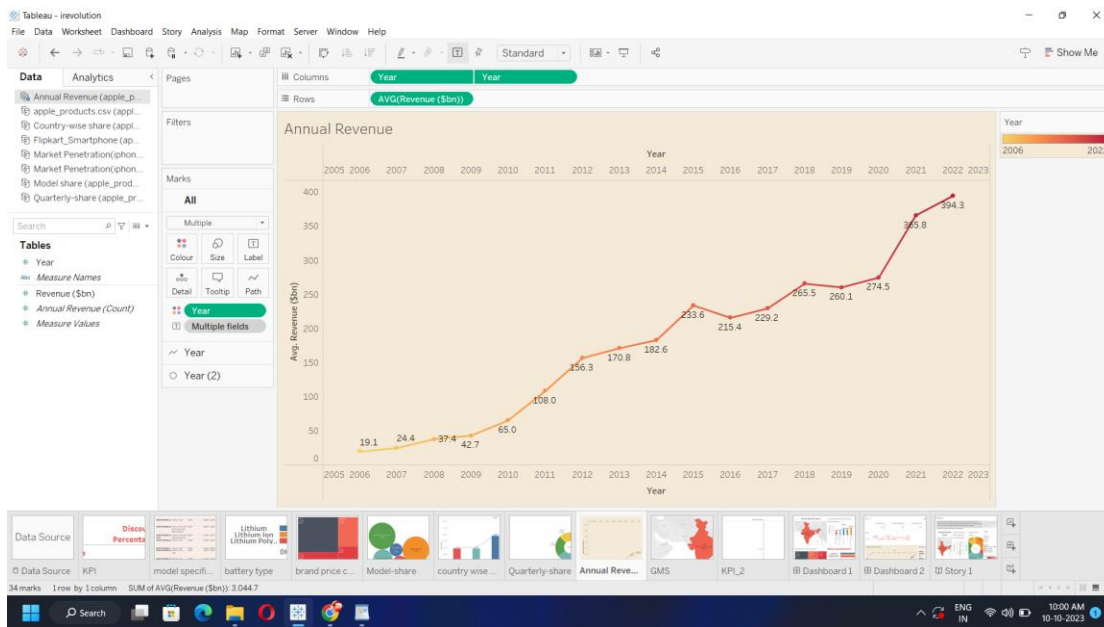 Tableau - irevolution
File Data Worksheet Dashboard Story Analysis Map Format Server Window Help
Standard
Show Me
Data Analytics
Pages
Columns Year Year
Rows AVG(Revenue ($bn))
Annual Revenue (apple_p...
apple_products.csv (appl...
Country-wise share (appl...
Flipkart_Smartphone (ap...
Market Penetration(iphon...
Market Penetration(iphon...
Model share (apple_prod...
Quarterly-share (apple_pr...
Search
Tables
# Year
Abc Measure Names
# Revenue ($bn)
# Annual Revenue (Count)
# Measure Values
Filters
Marks
All
Multiple
Colour Size Label
Detail Tooltip Path
Year
Multiple fields
Year
Year (2)
Annual Revenue
Year
2005 2006 2007 2008 2009 2010 2011 2012 2013 2014 2015 2016 2017 2018 2019 2020 2021 2022 2023
Avg. Revenue ($bn)
400
350
300
250
200
150
100
50
0
19.1
24.4
37.4
42.7
65.0
108.0
156.3
170.8
182.6
233.6
215.4
229.2
265.5
260.1
274.5
365.8
394.3
2005 2006 2007 2008 2009 2010 2011 2012 2013 2014 2015 2016 2017 2018 2019 2020 2021 2022 2023
Year
Year
2006 202
Data Source
Discou
Percenta
Lithium
Lithium Ion
Lithium Poly..
Data Source KPI model specifi... battery type brand price c... Model-share country wise ... Quarterly-share Annual Reve... GMS KPI_2 Dashboard 1 Dashboard 2 Story 1
34 marks 1 row by 1 column SUM of AVG(Revenue ($bn)): 3,044.7
Search
ENG
IN
10:00 AM
10-10-2023
1